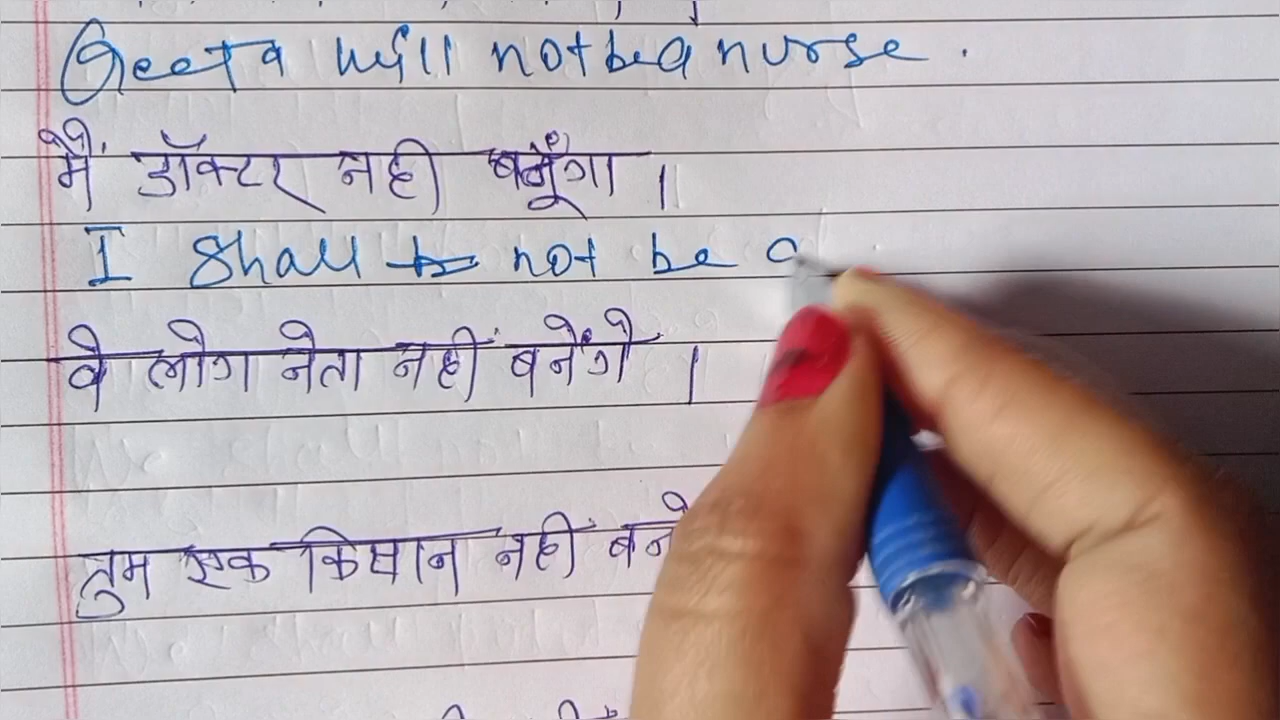 Geeta will not be a nurse.
मैं डॉक्टर नही बनूँगा ।
I shall not be a
वे लोग नेता नहीं बनेंगे ।
तुम एक किसान नहीं